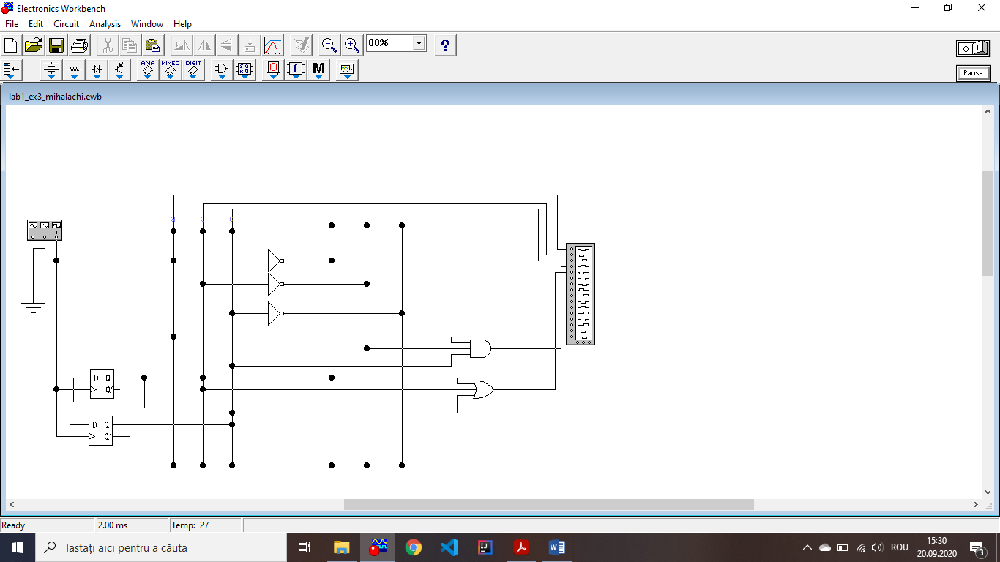 Electronics Workbench
File Edit Circuit Analysis Window Help
80%
?
O I
ANA MIXED DIGIT
f M
Pause
lab1_ex3_mihalachi.ewb
a b c
D Q
Q'
D Q
Q'
Ready 2.00 ms Temp: 27
Tastați aici pentru a căuta
IJ
W
ROU
15:30
20.09.2020
3